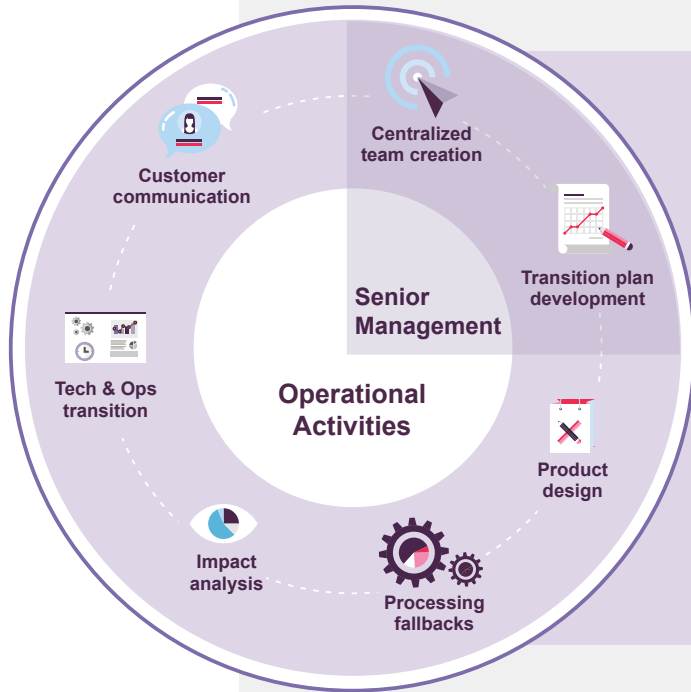 Centralized
team creation
Customer
communication
Transition plan
development
Senior
Management
Tech & Ops
transition
Operational
Activities
Product
design
Impact
analysis
Processing
fallbacks